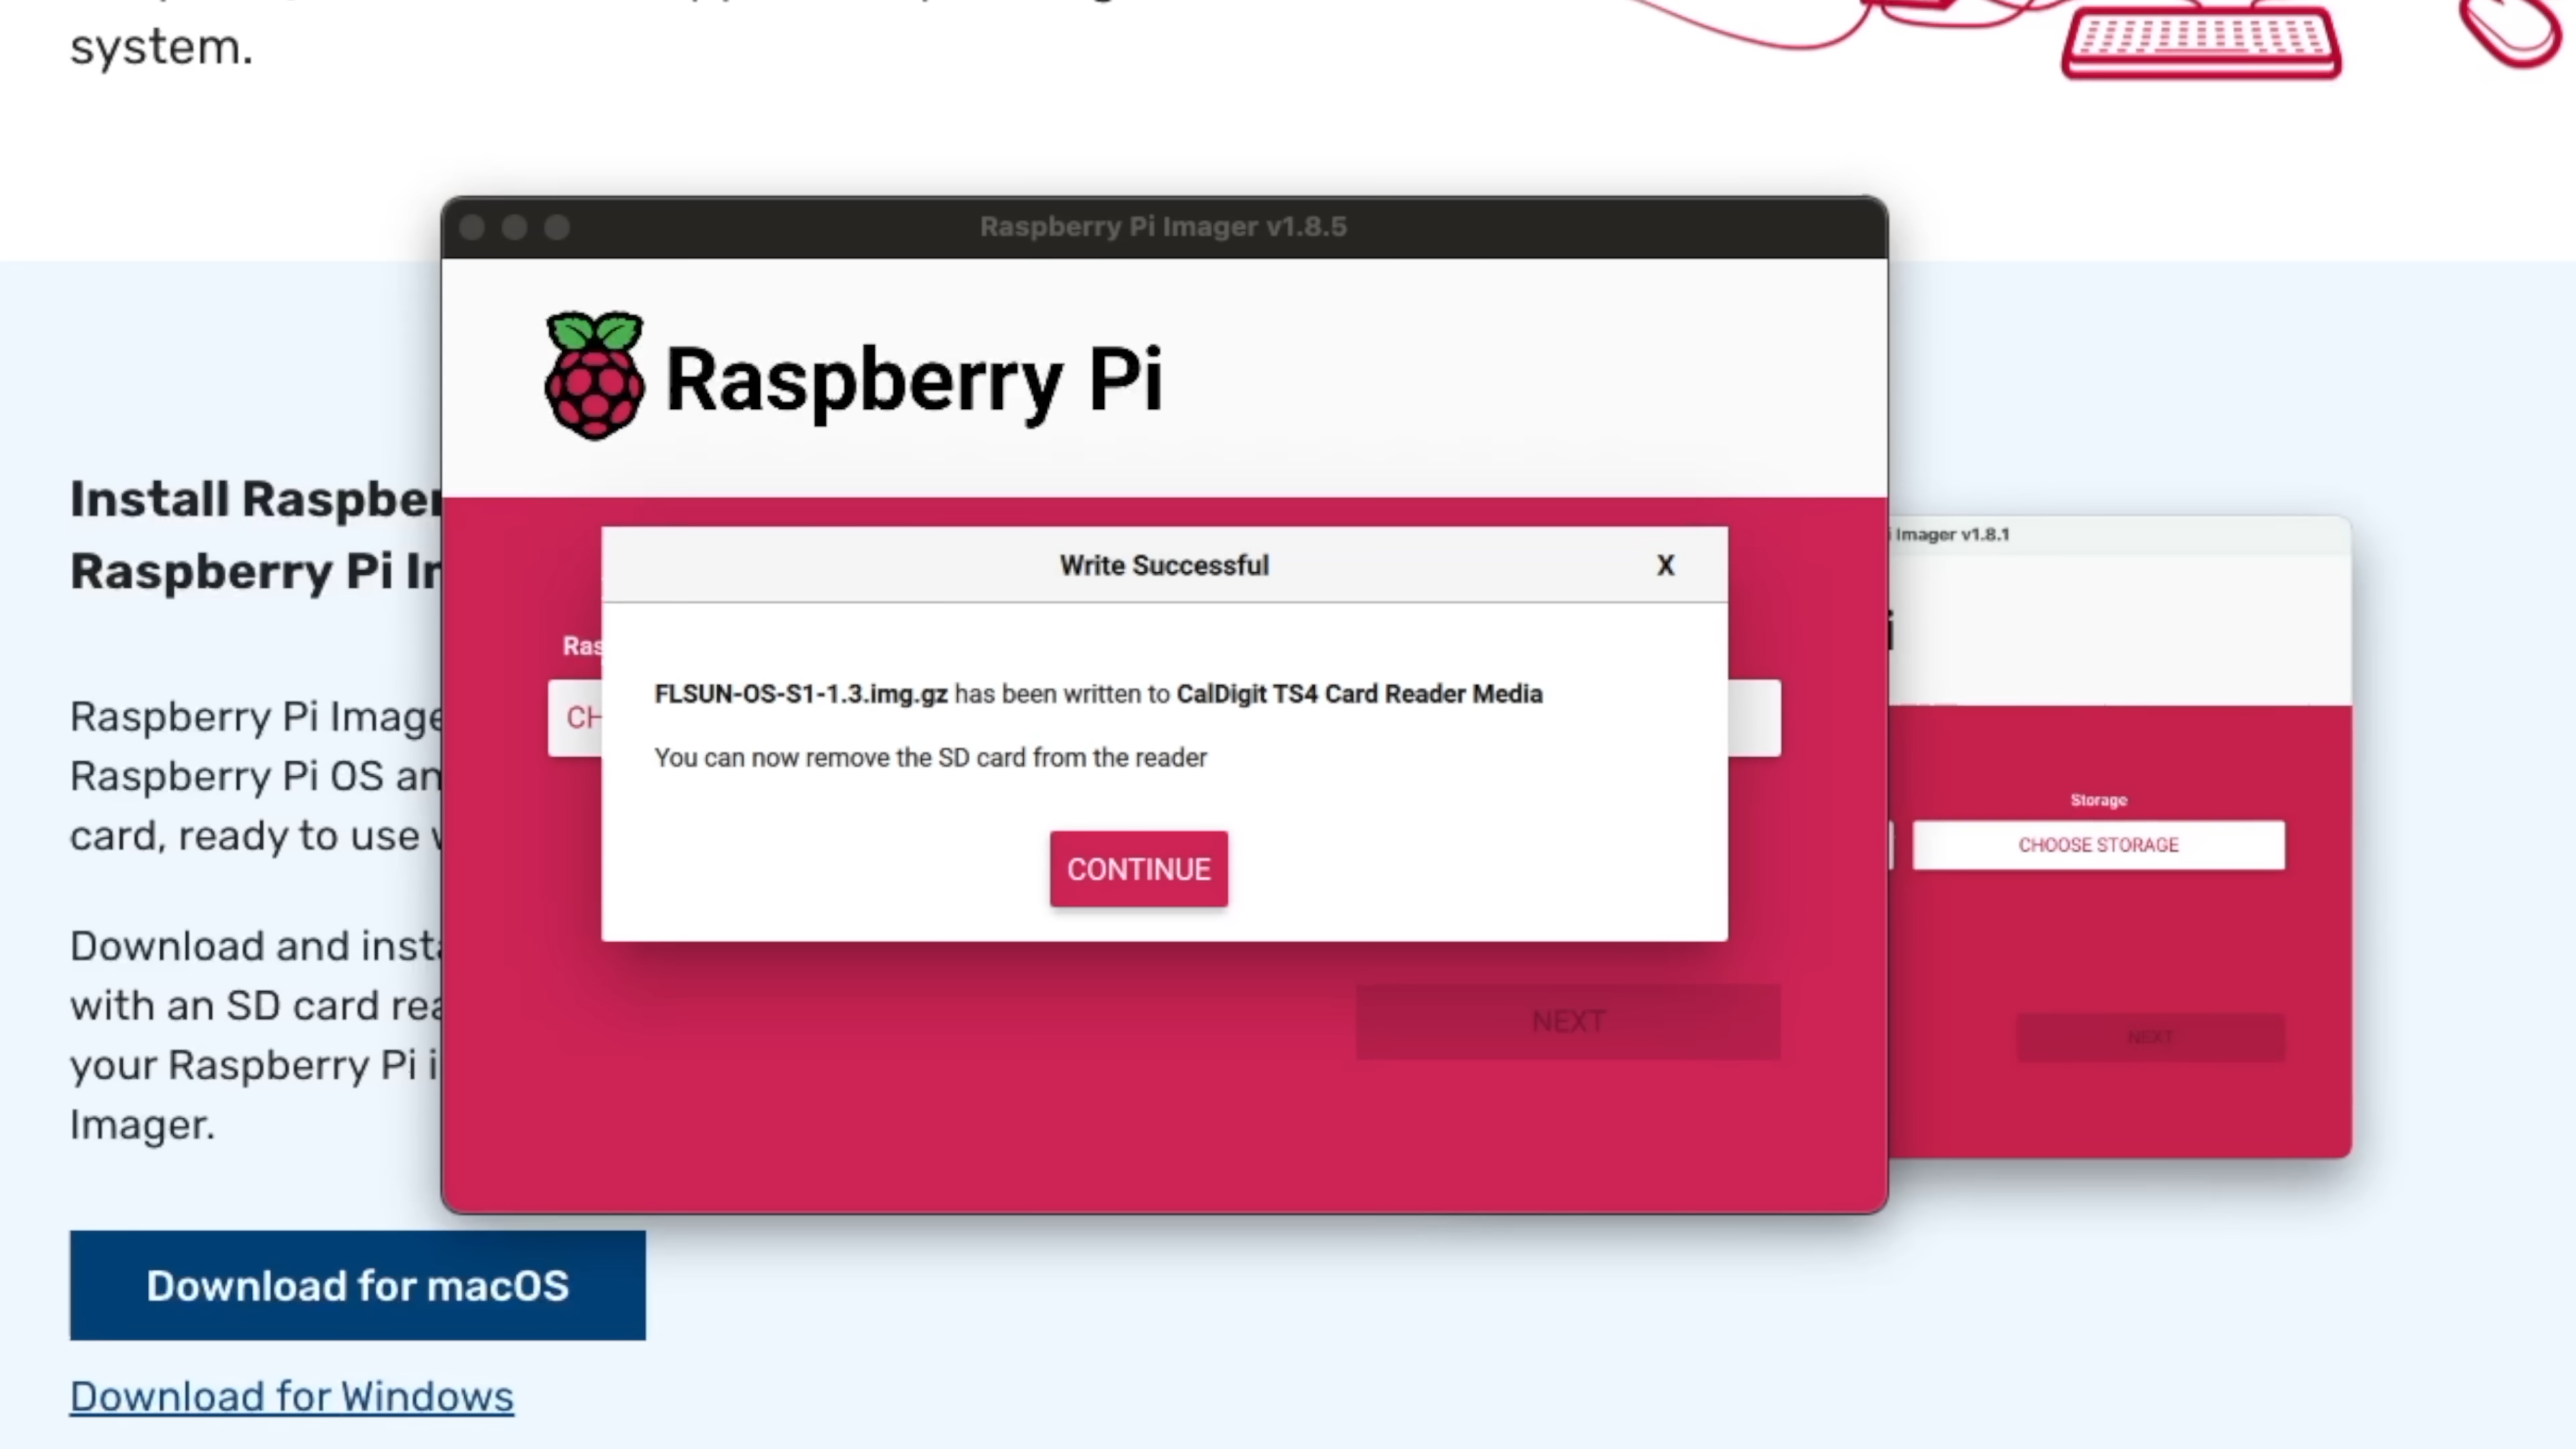 system.
Raspberry Pi Imager v1.8.5
Raspberry Pi
Install Raspber
Raspberry Pi Ir
Raspberry Pi Image
Raspberry Pi OS an
card, ready to use
Download and insta
with an SD card rea
your Raspberry Pi i
Imager.
Download for macOS
Download for Windows
Ras
CH
Write Successful
X
FLSUN-OS-S1-1.3.img.gz has been written to CalDigit TS4 Card Reader Media
You can now remove the SD card from the reader
CONTINUE
NEXT
i Imager v1.8.1
i
Storage
CHOOSE STORAGE
NEXT